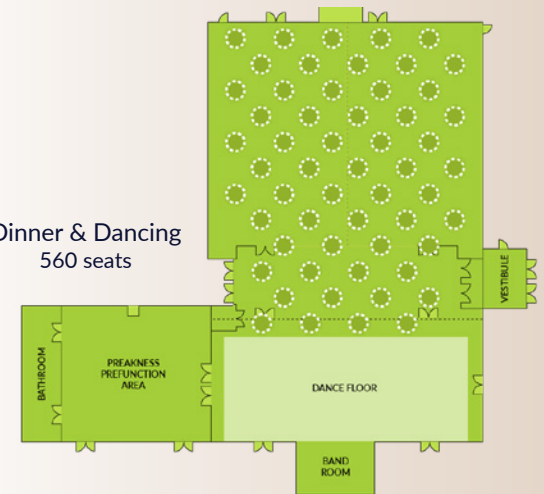 Dinner & Dancing
560 seats
VESTIBULE
BATHROOM
PREAKNESS
PREFUNCTION
AREA
DANCE FLOOR
BAND
ROOM